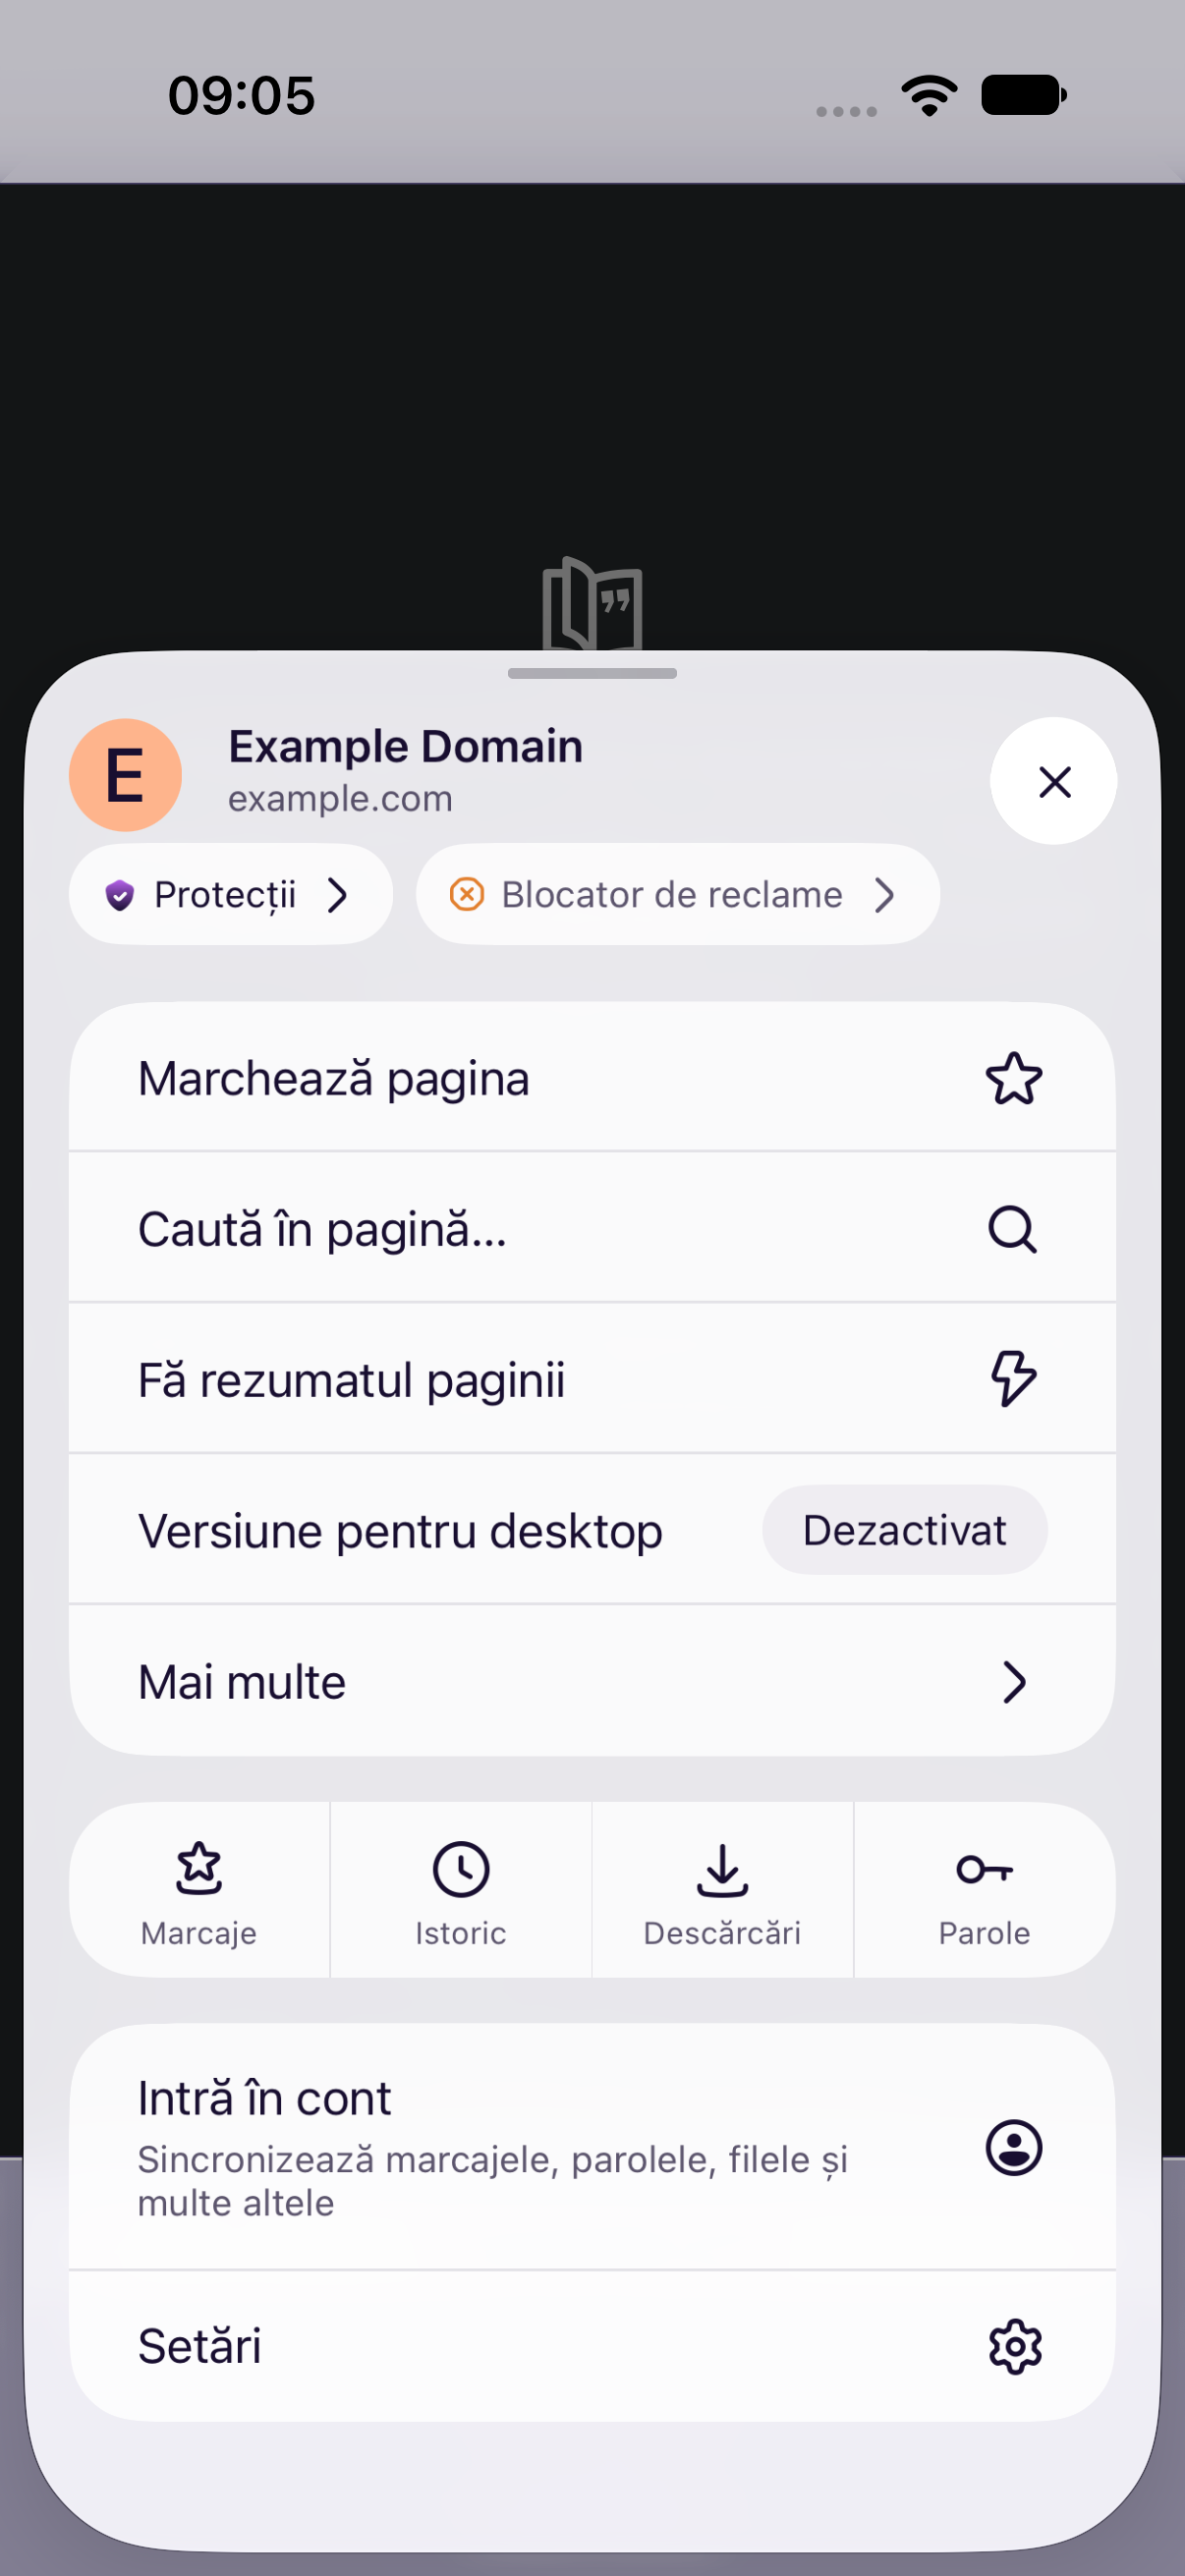 09:05
E
Example Domain
example.com
Protecții
Blocator de reclame
Marchează pagina
Caută în pagină...
Fă rezumatul paginii
Versiune pentru desktop
Dezactivat
Mai multe
Marcaje
Istoric
Descărcări
Parole
Intră în cont
Sincronizează marcajele, parolele, filele și
multe altele
Setări